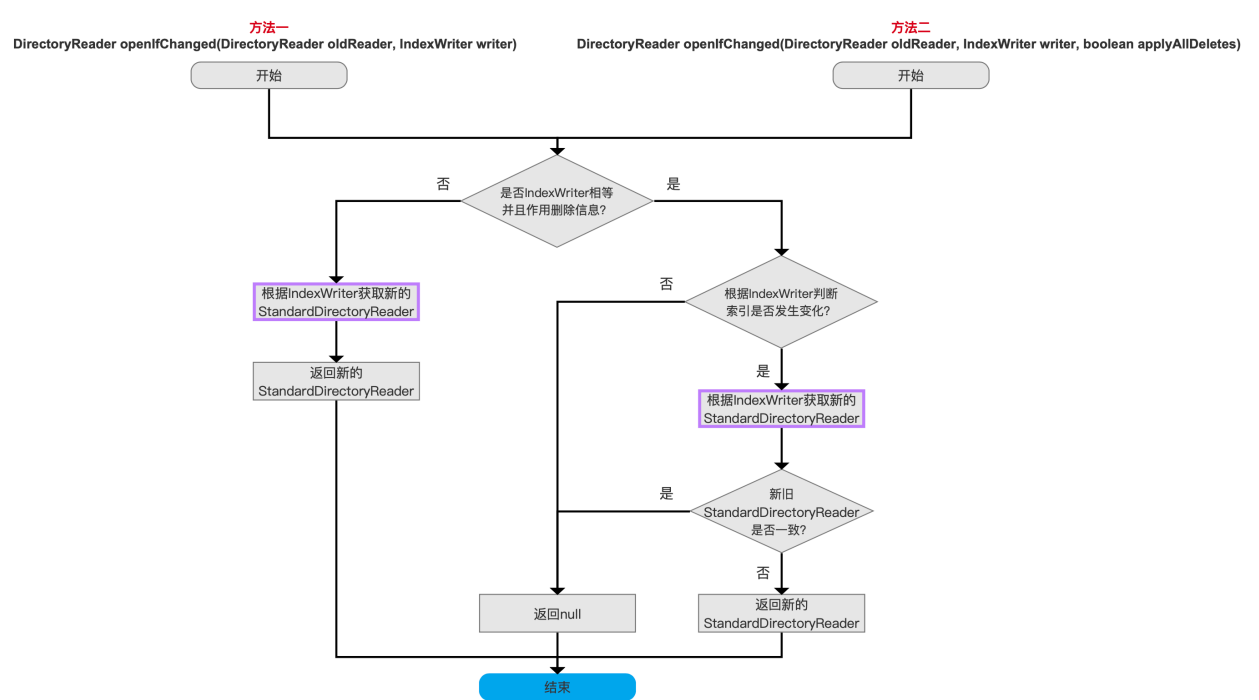 方法一
DirectoryReader openIfChanged(DirectoryReader oldReader, IndexWriter writer)
方法二
DirectoryReader openIfChanged(DirectoryReader oldReader, IndexWriter writer, boolean applyAllDeletes)
开始
开始
是否IndexWriter相等
并且作用删除信息?
否
是
根据IndexWriter获取新的
StandardDirectoryReader
返回新的
StandardDirectoryReader
根据IndexWriter判断
索引是否发生变化?
否
是
根据IndexWriter获取新的
StandardDirectoryReader
新旧
StandardDirectoryReader
是否一致?
是
否
返回null
返回新的
StandardDirectoryReader
结束